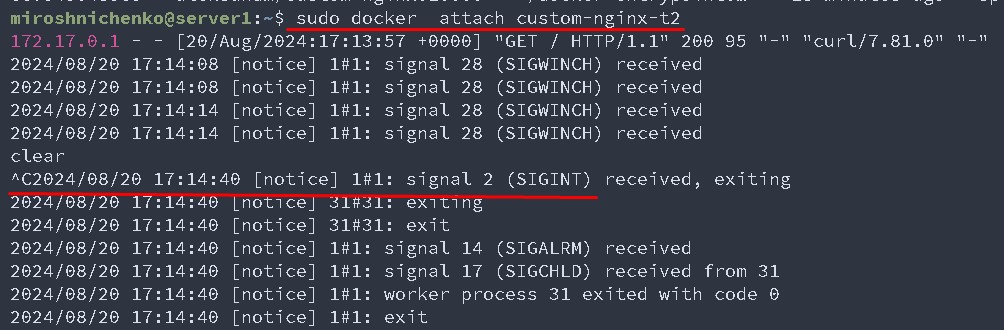 miroshnichenko@server1:~$ sudo docker  attach custom-nginx-t2
172.17.0.1 - - [20/Aug/2024:17:13:57 +0000] "GET / HTTP/1.1" 200 95 "-" "curl/7.81.0" "-"
2024/08/20 17:14:08 [notice] 1#1: signal 28 (SIGWINCH) received
2024/08/20 17:14:08 [notice] 1#1: signal 28 (SIGWINCH) received
2024/08/20 17:14:14 [notice] 1#1: signal 28 (SIGWINCH) received
2024/08/20 17:14:14 [notice] 1#1: signal 28 (SIGWINCH) received
clear
^C2024/08/20 17:14:40 [notice] 1#1: signal 2 (SIGINT) received, exiting
2024/08/20 17:14:40 [notice] 31#31: exiting
2024/08/20 17:14:40 [notice] 31#31: exit
2024/08/20 17:14:40 [notice] 1#1: signal 14 (SIGALRM) received
2024/08/20 17:14:40 [notice] 1#1: signal 17 (SIGCHLD) received from 31
2024/08/20 17:14:40 [notice] 1#1: worker process 31 exited with code 0
2024/08/20 17:14:40 [notice] 1#1: exit